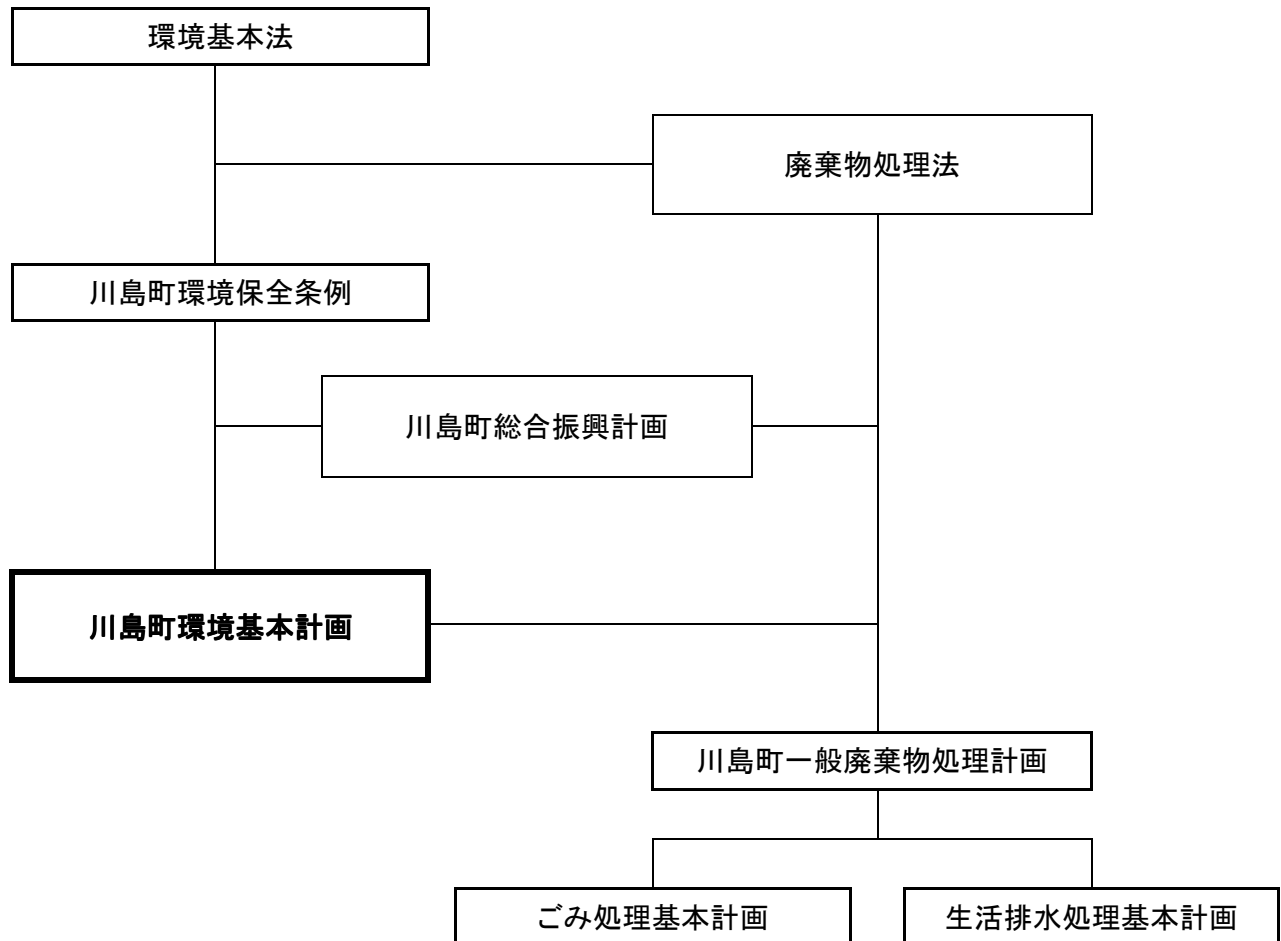 環境基本法
廃棄物処理法
川島町環境保全条例
川島町総合振興計画
川島町環境基本計画
川島町一般廃棄物処理計画
ごみ処理基本計画
生活排水処理基本計画